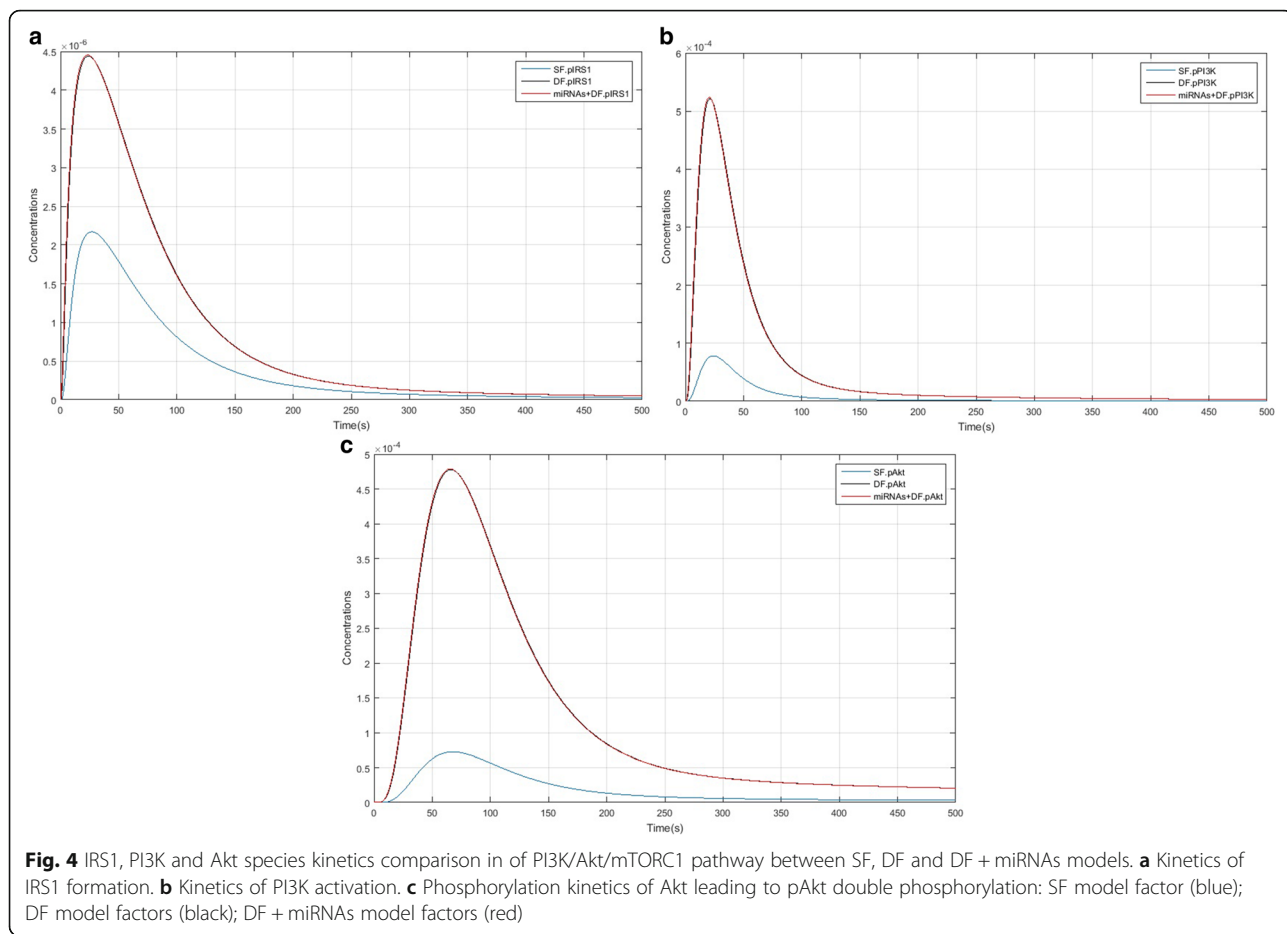 a
×10-6
4.5
4
3.5
3
2.5
2
1.5
1
0.5
0
Concentrations
0 50 100 150 200 250 300 350 400 450 500
Time(s)
SF.pIRS1
DF.pIRS1
miRNAs+DF.pIRS1
b
×10-4
6
5
4
3
2
1
0
Concentrations
0 50 100 150 200 250 300 350 400 450 500
Time(s)
SF.pPI3K
DF.pPI3K
miRNAs+DF.pPI3K
c
×10-4
5
4.5
4
3.5
3
2.5
2
1.5
1
0.5
0
Concentrations
0 50 100 150 200 250 300 350 400 450 500
Time(s)
SF.pAkt
DF.pAkt
miRNAs+DF.pAkt
Fig. 4 IRS1, PI3K and Akt species kinetics comparison in of PI3K/Akt/mTORC1 pathway between SF, DF and DF + miRNAs models. a Kinetics of
IRS1 formation. b Kinetics of PI3K activation. c Phosphorylation kinetics of Akt leading to pAkt double phosphorylation: SF model factor (blue);
DF model factors (black); DF + miRNAs model factors (red)